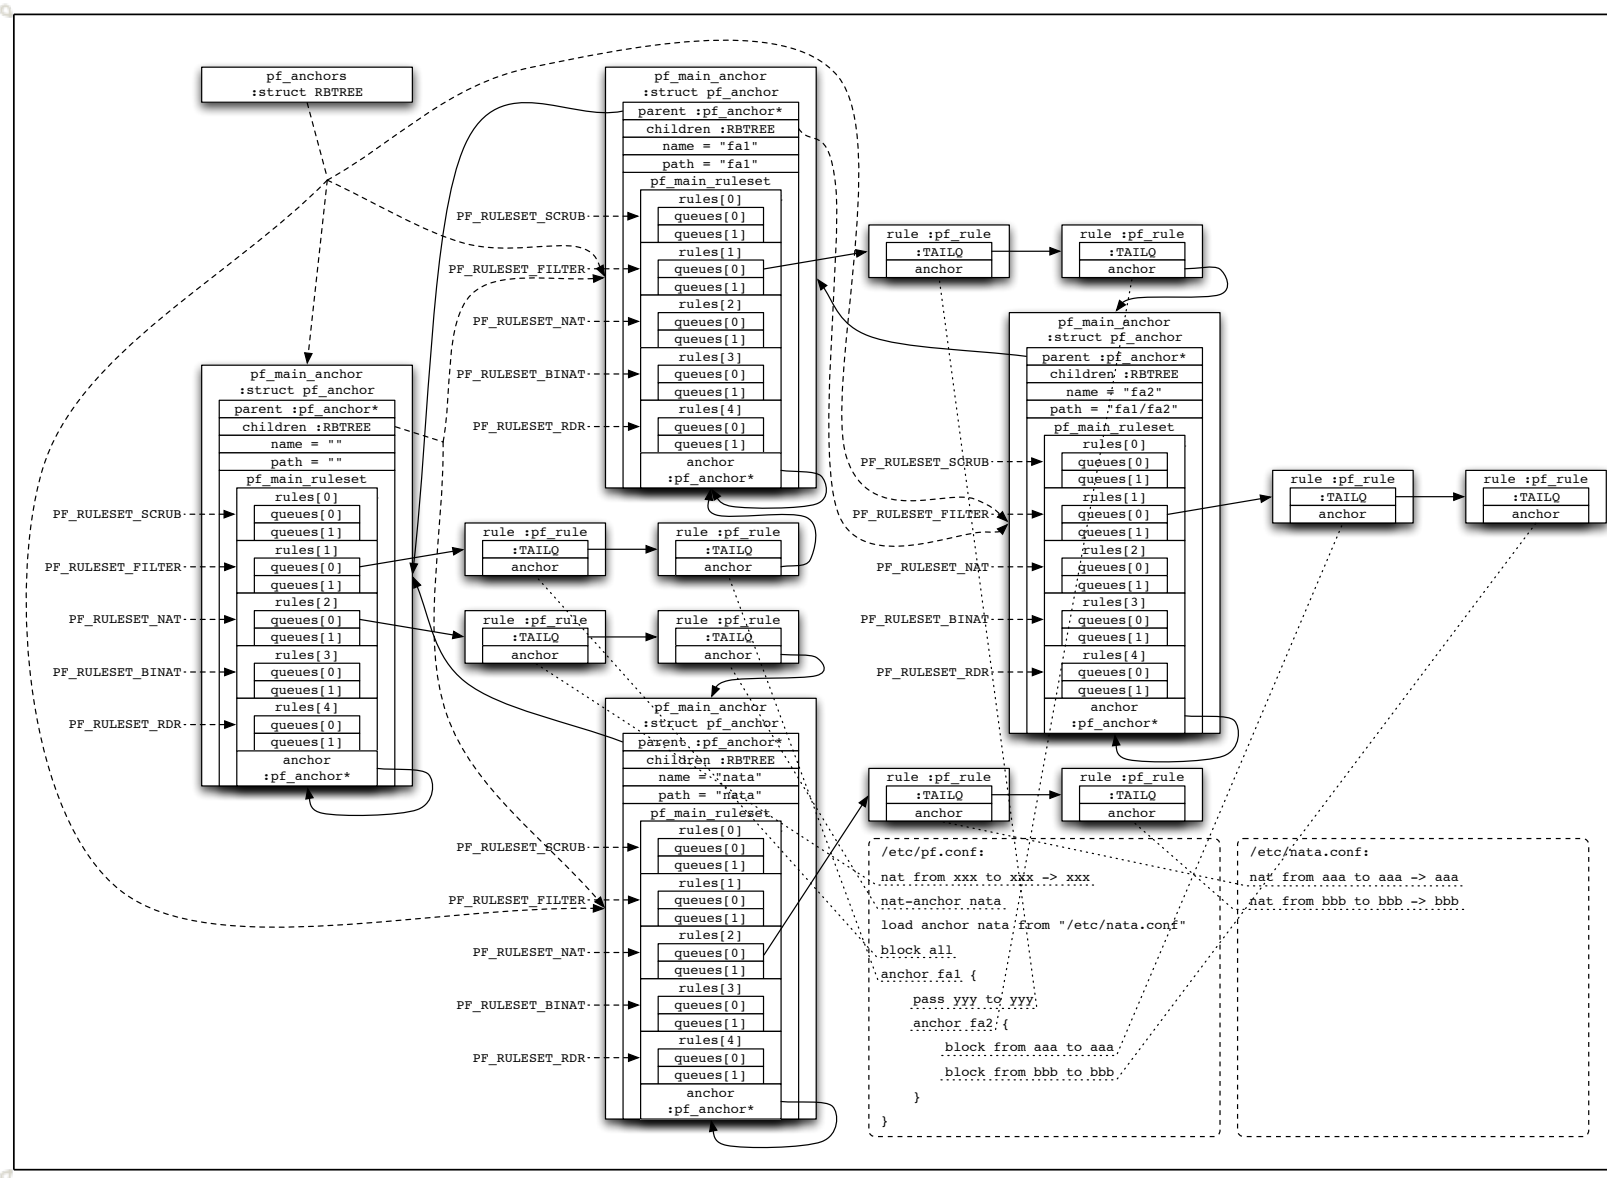 pf_anchors
:struct RBTREE
pf_main_anchor
:struct pf_anchor
parent :pf_anchor*
children :RBTREE
name = "fa1"
path = "fa1"
pf_main_ruleset
rules[0]
PF_RULESET_SCRUB
queues[0]
queues[1]
rules[1]
PF_RULESET_FILTER
queues[0]
queues[1]
rules[2]
PF_RULESET_NAT
queues[0]
queues[1]
rules[3]
PF_RULESET_BINAT
queues[0]
queues[1]
rules[4]
PF_RULESET_RDR
queues[0]
queues[1]
anchor
:pf_anchor*
rule :pf_rule
:TAILQ
anchor
rule :pf_rule
:TAILQ
anchor
pf_main_anchor
:struct pf_anchor
parent :pf_anchor*
children :RBTREE
name = "fa2"
path = "fa1/fa2"
pf_main_ruleset
rules[0]
PF_RULESET_SCRUB
queues[0]
queues[1]
rules[1]
PF_RULESET_FILTER
queues[0]
queues[1]
rules[2]
PF_RULESET_NAT
queues[0]
queues[1]
rules[3]
PF_RULESET_BINAT
queues[0]
queues[1]
rules[4]
PF_RULESET_RDR
queues[0]
queues[1]
anchor
:pf_anchor*
rule :pf_rule
:TAILQ
anchor
rule :pf_rule
:TAILQ
anchor
pf_main_anchor
:struct pf_anchor
parent :pf_anchor*
children :RBTREE
name = ""
path = ""
pf_main_ruleset
rules[0]
PF_RULESET_SCRUB
queues[0]
queues[1]
rules[1]
PF_RULESET_FILTER
queues[0]
queues[1]
rules[2]
PF_RULESET_NAT
queues[0]
queues[1]
rules[3]
PF_RULESET_BINAT
queues[0]
queues[1]
rules[4]
PF_RULESET_RDR
queues[0]
queues[1]
anchor
:pf_anchor*
rule :pf_rule
:TAILQ
anchor
rule :pf_rule
:TAILQ
anchor
rule :pf_rule
:TAILQ
anchor
rule :pf_rule
:TAILQ
anchor
pf_main_anchor
:struct pf_anchor
parent :pf_anchor*
children :RBTREE
name = "nata"
path = "nata"
pf_main_ruleset
rules[0]
PF_RULESET_SCRUB
queues[0]
queues[1]
rules[1]
PF_RULESET_FILTER
queues[0]
queues[1]
rules[2]
PF_RULESET_NAT
queues[0]
queues[1]
rules[3]
PF_RULESET_BINAT
queues[0]
queues[1]
rules[4]
PF_RULESET_RDR
queues[0]
queues[1]
anchor
:pf_anchor*
rule :pf_rule
:TAILQ
anchor
rule :pf_rule
:TAILQ
anchor
/etc/pf.conf:
nat from xxx to xxx -> xxx
nat-anchor nata
load anchor nata from "/etc/nata.conf"
block all
anchor fa1 {
pass yyy to yyy
anchor fa2 {
block from aaa to aaa
block from bbb to bbb
}
}
/etc/nata.conf:
nat from aaa to aaa -> aaa
nat from bbb to bbb -> bbb